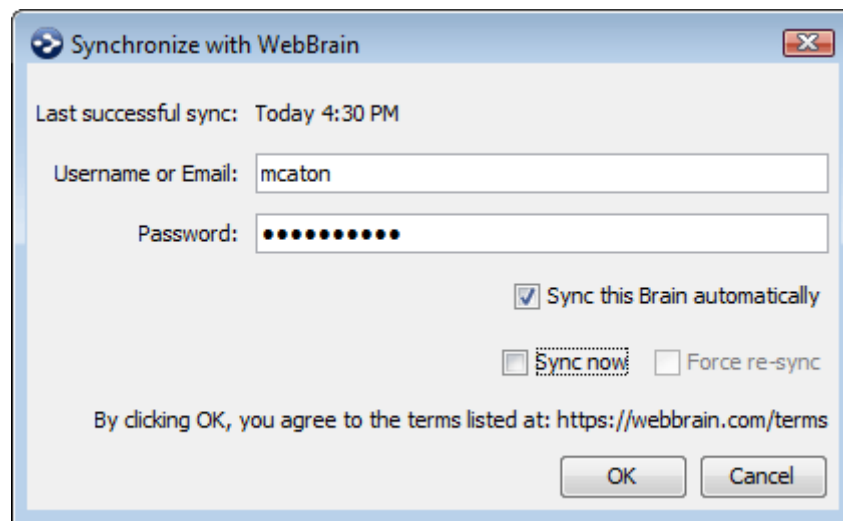 Synchronize with WebBrain
Last successful sync: Today 4:30 PM
Username or Email: mcaton
Password: ●●●●●●●●●●
Sync this Brain automatically
Sync now Force re-sync
By clicking OK, you agree to the terms listed at: https://webbrain.com/terms
OK Cancel